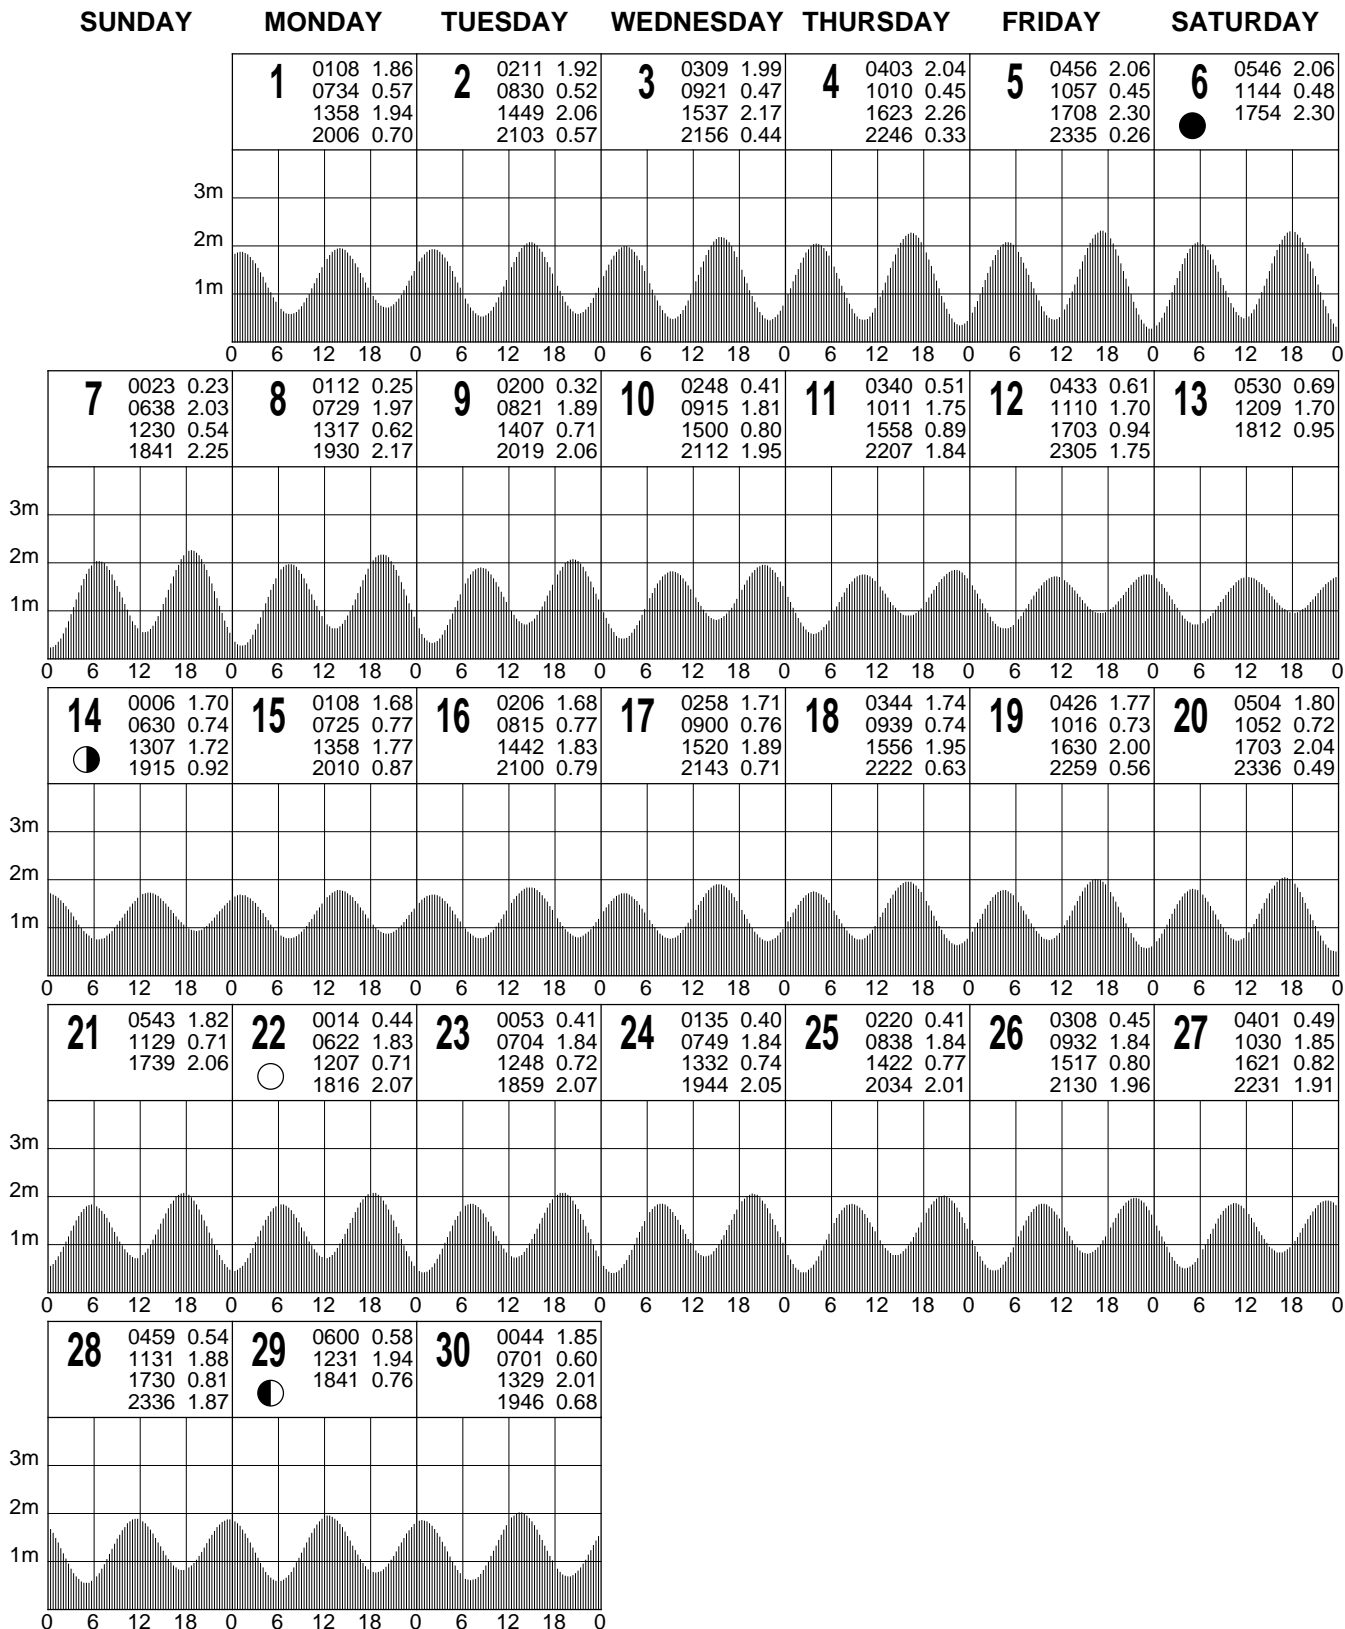 SUNDAY MONDAY TUESDAY WEDNESDAY THURSDAY FRIDAY SATURDAY
1 0108 1.86
0734 0.57
1358 1.94
2006 0.70
2 0211 1.92
0830 0.52
1449 2.06
2103 0.57
3 0309 1.99
0921 0.47
1537 2.17
2156 0.44
4 0403 2.04
1010 0.45
1623 2.26
2246 0.33
5 0456 2.06
1057 0.45
1708 2.30
2335 0.26
6 0546 2.06
1144 0.48
1754 2.30
3m
2m
1m
0 6 12 18 0 6 12 18 0 6 12 18 0 6 12 18 0 6 12 18 0 6 12 18 0
7 0023 0.23
0638 2.03
1230 0.54
1841 2.25
8 0112 0.25
0729 1.97
1317 0.62
1930 2.17
9 0200 0.32
0821 1.89
1407 0.71
2019 2.06
10 0248 0.41
0915 1.81
1500 0.80
2112 1.95
11 0340 0.51
1011 1.75
1558 0.89
2207 1.84
12 0433 0.61
1110 1.70
1703 0.94
2305 1.75
13 0530 0.69
1209 1.70
1812 0.95
3m
2m
1m
0 6 12 18 0 6 12 18 0 6 12 18 0 6 12 18 0 6 12 18 0 6 12 18 0 6 12 18 0
14 0006 1.70
0630 0.74
1307 1.72
1915 0.92
15 0108 1.68
0725 0.77
1358 1.77
2010 0.87
16 0206 1.68
0815 0.77
1442 1.83
2100 0.79
17 0258 1.71
0900 0.76
1520 1.89
2143 0.71
18 0344 1.74
0939 0.74
1556 1.95
2222 0.63
19 0426 1.77
1016 0.73
1630 2.00
2259 0.56
20 0504 1.80
1052 0.72
1703 2.04
2336 0.49
3m
2m
1m
0 6 12 18 0 6 12 18 0 6 12 18 0 6 12 18 0 6 12 18 0 6 12 18 0 6 12 18 0
21 0543 1.82
1129 0.71
1739 2.06
22 0014 0.44
0622 1.83
1207 0.71
1816 2.07
23 0053 0.41
0704 1.84
1248 0.72
1859 2.07
24 0135 0.40
0749 1.84
1332 0.74
1944 2.05
25 0220 0.41
0838 1.84
1422 0.77
2034 2.01
26 0308 0.45
0932 1.84
1517 0.80
2130 1.96
27 0401 0.49
1030 1.85
1621 0.82
2231 1.91
3m
2m
1m
0 6 12 18 0 6 12 18 0 6 12 18 0 6 12 18 0 6 12 18 0 6 12 18 0 6 12 18 0
28 0459 0.54
1131 1.88
1730 0.81
2336 1.87
29 0600 0.58
1231 1.94
1841 0.76
30 0044 1.85
0701 0.60
1329 2.01
1946 0.68
3m
2m
1m
0 6 12 18 0 6 12 18 0 6 12 18 0